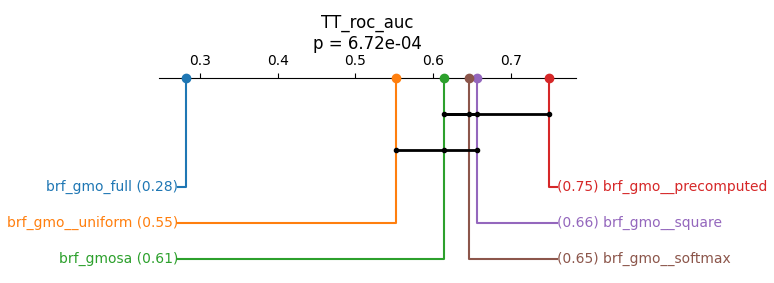 TT_roc_auc
p = 6.72e-04
0.3 0.4 0.5 0.6 0.7
brf_gmo_full (0.28) (0.75) brf_gmo__precomputed
brf_gmo__uniform (0.55) (0.66) brf_gmo__square
brf_gmosa (0.61) (0.65) brf_gmo__softmax